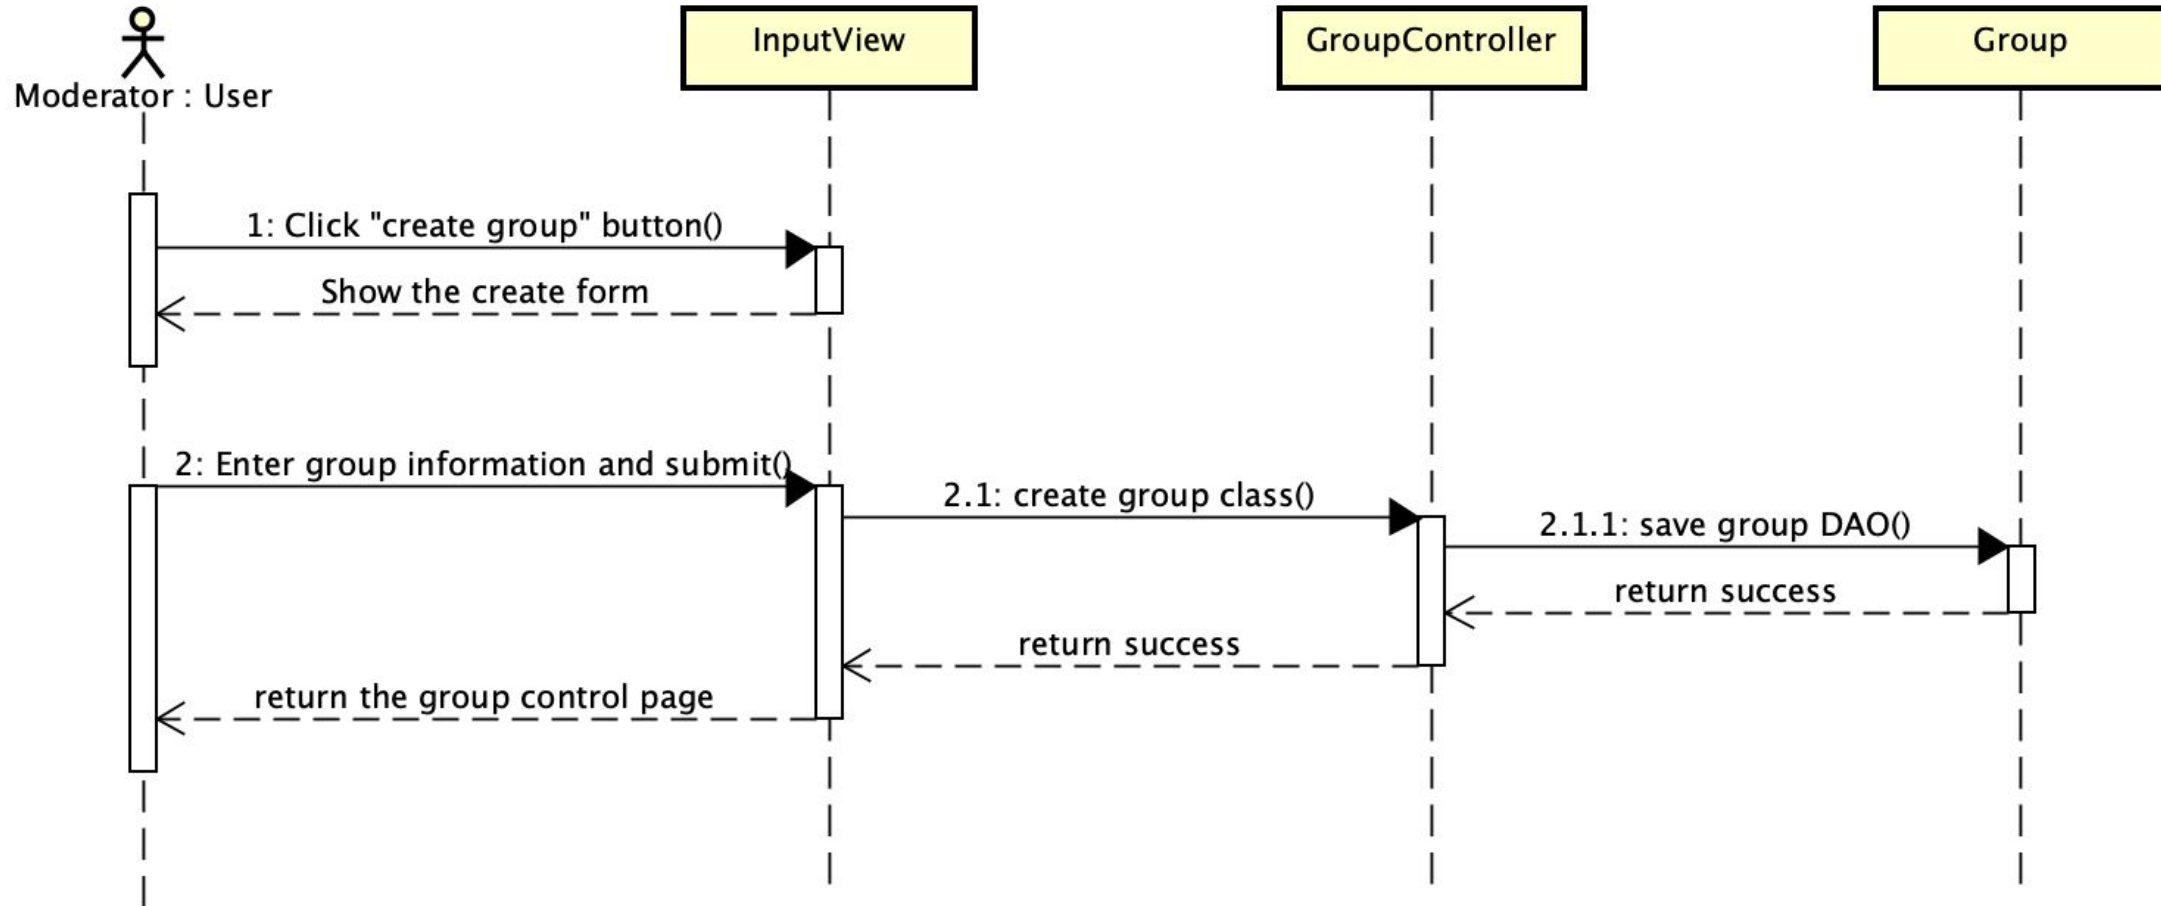 InputView
GroupController
Group
Moderator : User
1: Click "create group" button()
Show the create form
2: Enter group information and submit()
2.1: create group class()
2.1.1: save group DAO()
return success
return success
return the group control page